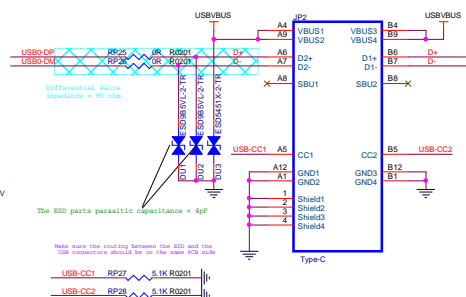 USBVBUS
JP2
USBVBUS
A4 VBUS1 VBUS3 B4
A9 VBUS2 VBUS4 B9
USB0-DP RP25 0R R0201 D+ A6 D2+ D1+ B6 D+
USB0-DM RP26 0R R0201 D- A7 D2- D1- B7 D-
A8 SBU1 SBU2 B8
Differential Pairs
Impedance = 90 ohm
ESD9B5VL-2-TR
ESD9B5VL-2-TR
ESD5451X-2-TR
DU1
DU2
DU3
USB-CC1 A5 CC1 CC2 B5 USB-CC2
A12 GND1 GND3 B12
A1 GND2 GND4 B1
1 Shield1
2 Shield2
3 Shield3
4 Shield4
V
The ESD parts parasitic capacitance < 4pF
Make sure the routing between the ESD and the
USB connectors should be on the same PCB side
Type-C
USB-CC1 RP27 5.1K R0201
USB-CC2 RP28 5.1K R0201